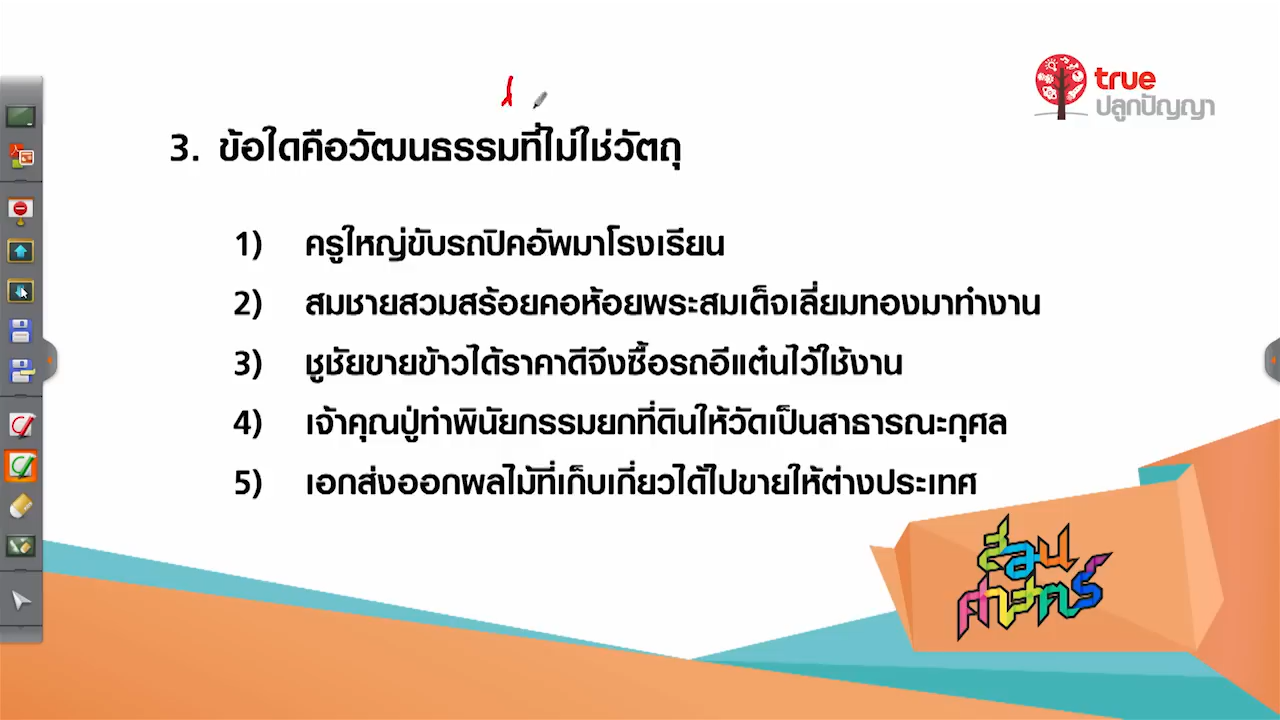 true
ปลูกปัญญา
3. ข้อใดคือวัฒนธรรมที่ไม่ใช่วัตถุ
1) ครูใหญ่ขับรถปิคอัพมาโรงเรียน
2) สมชายสวมสร้อยคอห้อยพระสมเด็จเลี่ยมทองมาทำงาน
3) ชูชัยขายข้าวได้ราคาดีจึงซื้อรถอีแต๋นไว้ใช้งาน
4) เจ้าคุณปู่ทำพินัยกรรมยกที่ดินให้วัดเป็นสาธารณะกุศล
5) เอกส่งออกผลไม้ที่เก็บเกี่ยวได้ไปขายให้ต่างประเทศ
สอน
ศาสตร์